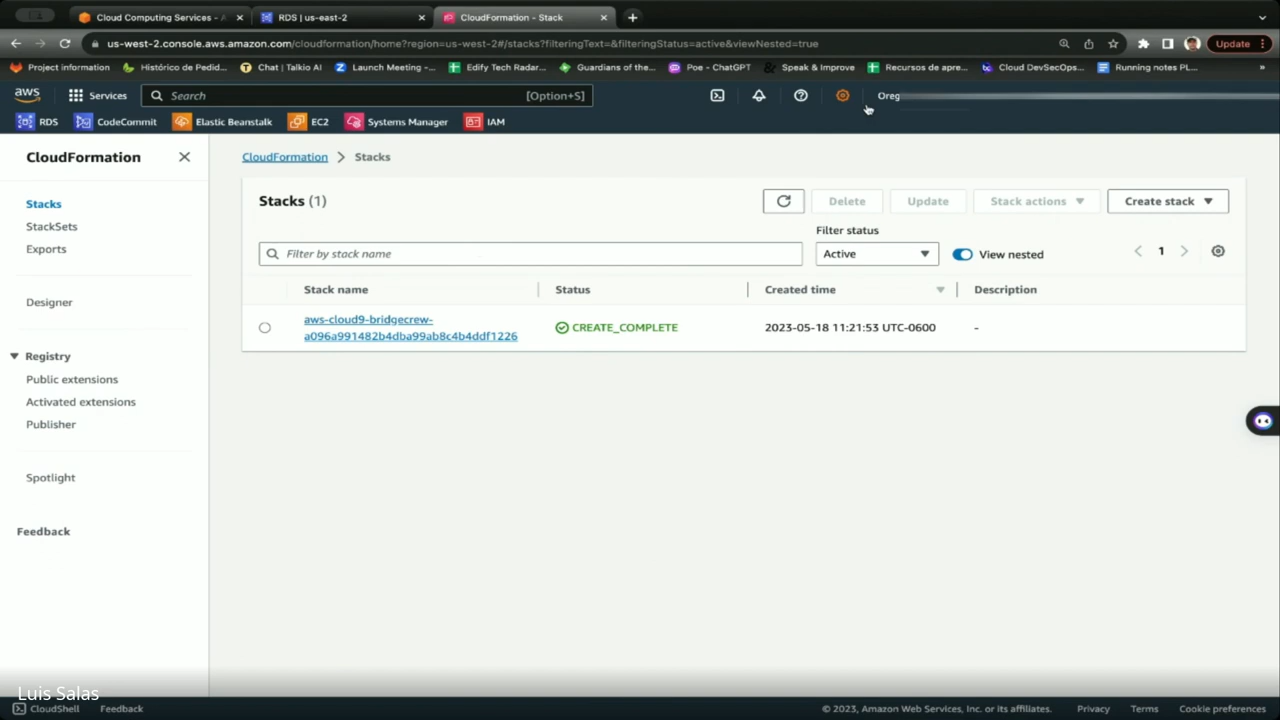 Cloud Computing Services - A
RDS | us-east-2
CloudFormation - Stack
us-west-2.console.aws.amazon.com/cloudformation/home?region=us-west-2#/stacks?filteringText=&filteringStatus=active&viewNested=true
Update
Project information
Histórico de Pedid...
Chat | Talkio AI
Launch Meeting -...
Edify Tech Radar...
Guardians of the...
Poe - ChatGPT
Speak & Improve
Recursos de apre...
Cloud DevSecOps...
Running notes PL...
»
aws
Services
Search
[Option+S]
Oreg
RDS
CodeCommit
Elastic Beanstalk
EC2
Systems Manager
IAM
CloudFormation
CloudFormation > Stacks
Stacks
StackSets
Exports
Designer
Registry
Public extensions
Activated extensions
Publisher
Spotlight
Feedback
Stacks (1)
Delete
Update
Stack actions
Create stack
Filter status
Filter by stack name
Active
View nested
1
Stack name
Status
Created time
Description
aws-cloud9-bridgecrew-
a096a991482b4dba99ab8c4b4ddf1226
CREATE_COMPLETE
2023-05-18 11:21:53 UTC-0600
-
Luis Salas
CloudShell
Feedback
© 2023, Amazon Web Services, Inc. or its affiliates.
Privacy
Terms
Cookie preferences